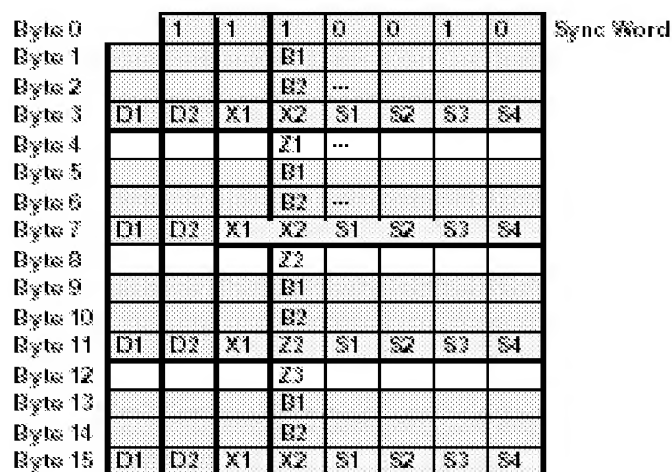 Byte 0 1 1 1 0 0 1 0 Sync Word
Byte 1 B1
Byte 2 B2 ...
Byte 3 D1 D2 X1 X2 S1 S2 S3 S4
Byte 4 Z1 ...
Byte 5 B1
Byte 6 B2 ...
Byte 7 D1 D2 X1 X2 S1 S2 S3 S4
Byte 8 Z2
Byte 9 B1
Byte 10 B2
Byte 11 D1 D2 X1 Z2 S1 S2 S3 S4
Byte 12 Z3
Byte 13 B1
Byte 14 B2
Byte 15 D1 D2 X1 X2 S1 S2 S3 S4